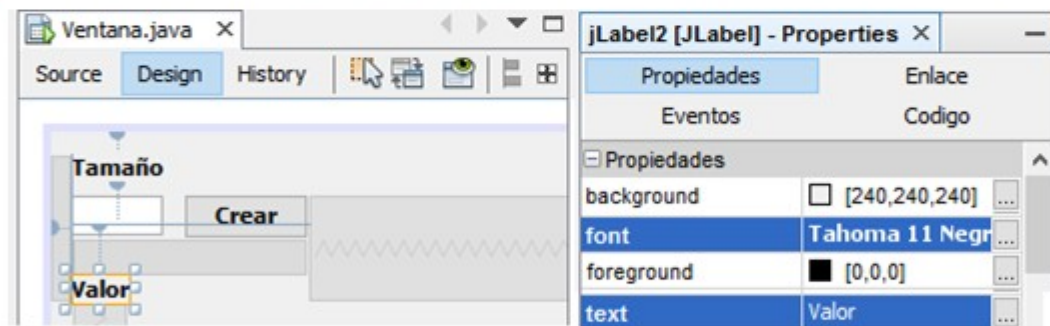 Ventana.java
Source Design History
Tamaño
Crear
Valor
jLabel2 [JLabel] - Properties
Propiedades Enlace
Eventos Codigo
Propiedades
background [240,240,240] ...
font Tahoma 11 Negr ...
foreground [0,0,0] ...
text Valor ...